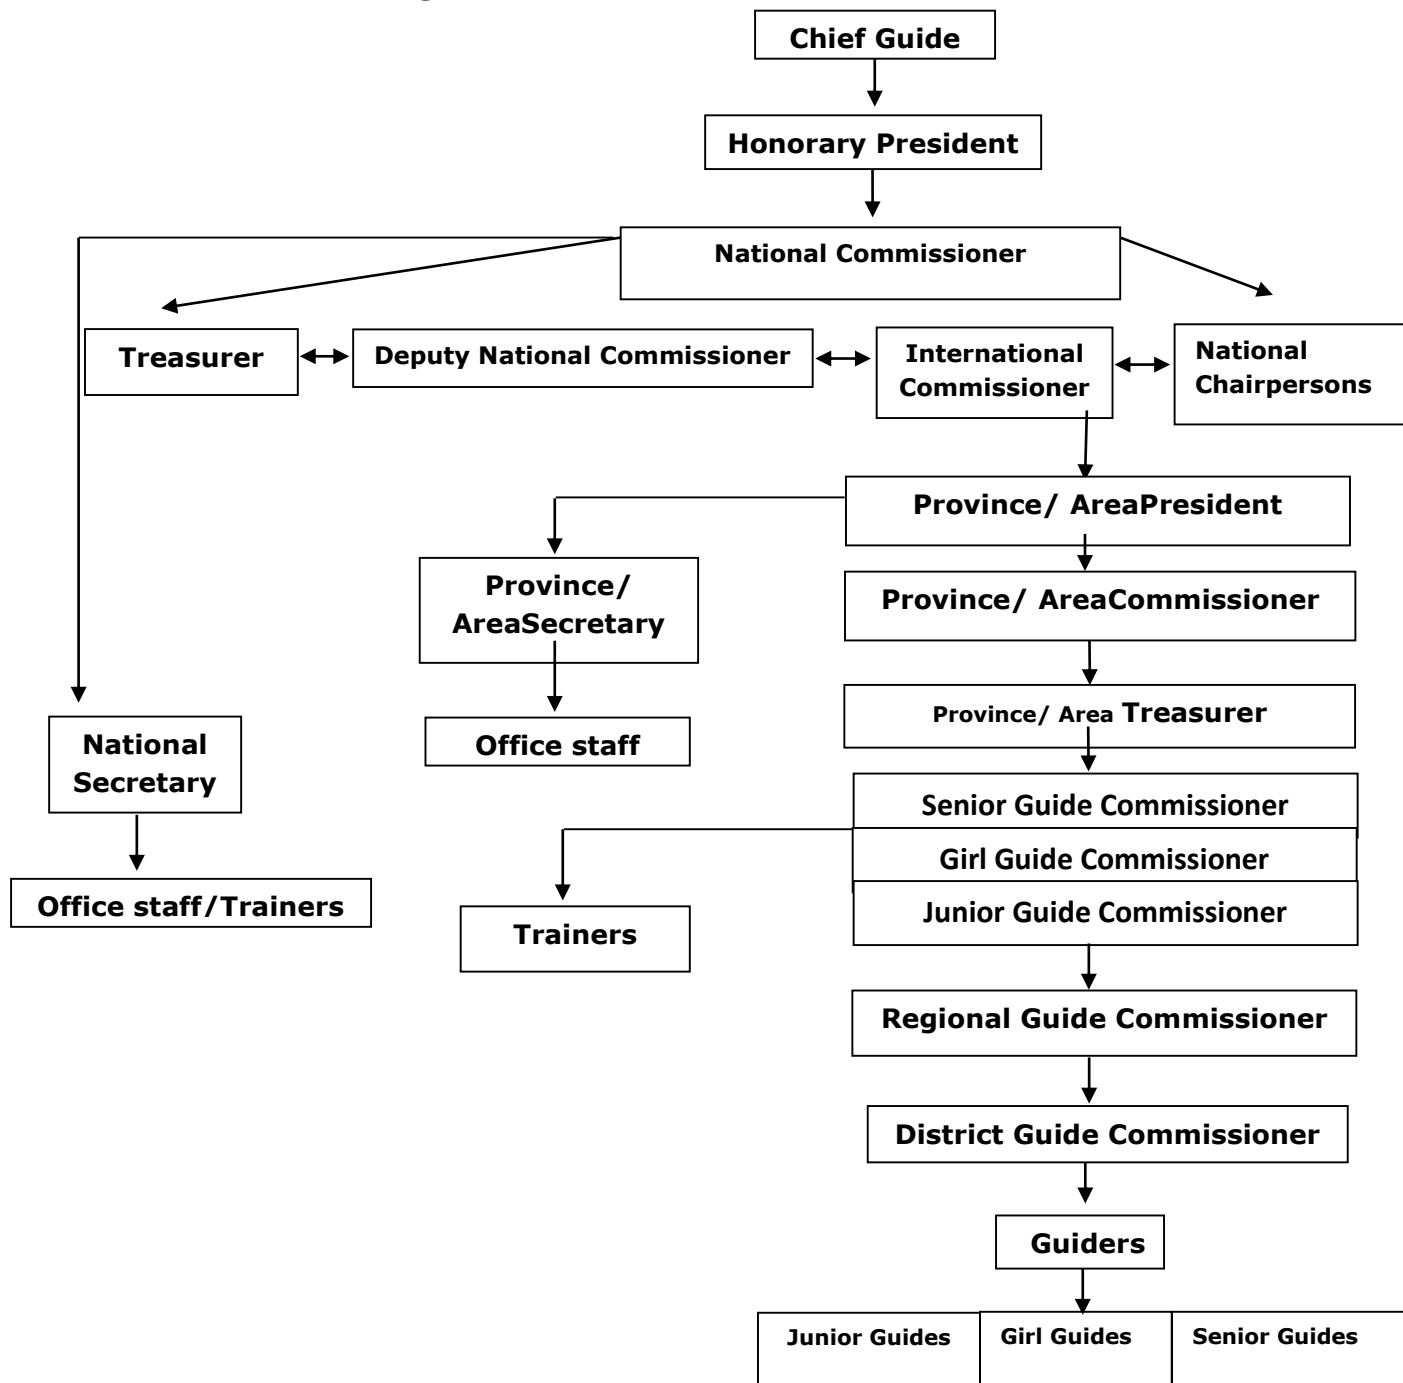 Chief Guide
Honorary President
National Commissioner
Treasurer
Deputy National Commissioner
International
Commissioner
National
Chairpersons
Province/ AreaPresident
Province/
AreaSecretary
Province/ AreaCommissioner
Province/ Area Treasurer
National
Secretary
Office staff
Senior Guide Commissioner
Girl Guide Commissioner
Junior Guide Commissioner
Office staff/Trainers
Trainers
Regional Guide Commissioner
District Guide Commissioner
Guiders
Junior Guides
Girl Guides
Senior Guides